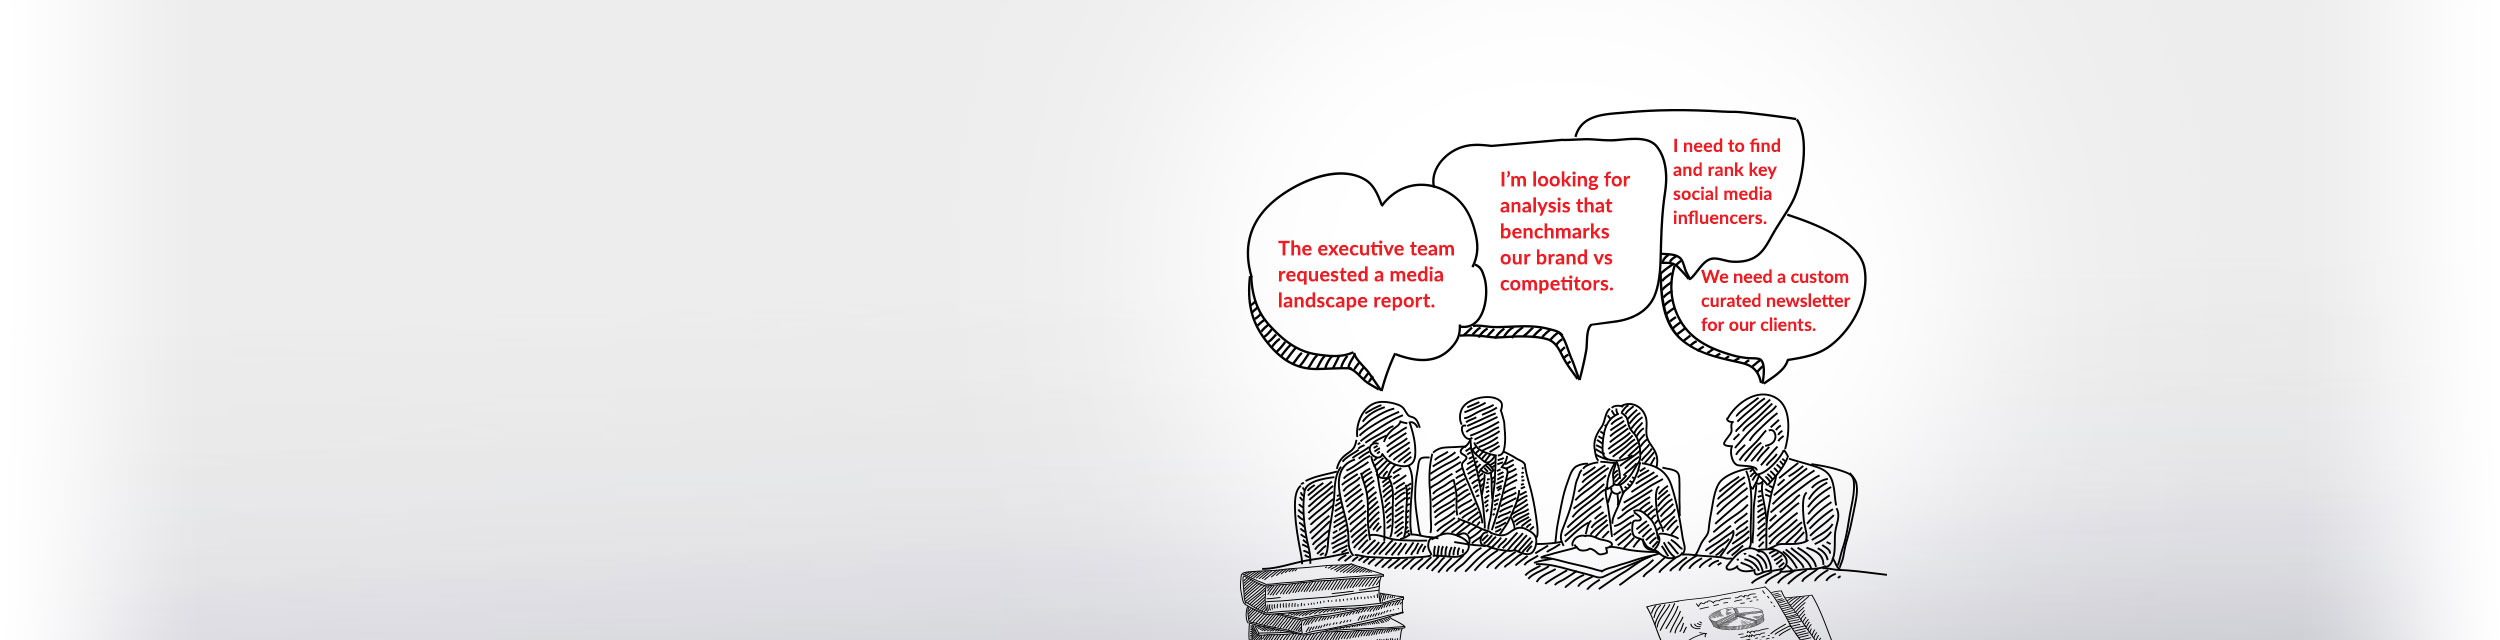 The executive team
requested a media
landscape report.
I’m looking for
analysis that
benchmarks
our brand vs
competitors.
I need to find
and rank key
social media
influencers.
We need a custom
curated newsletter
for our clients.